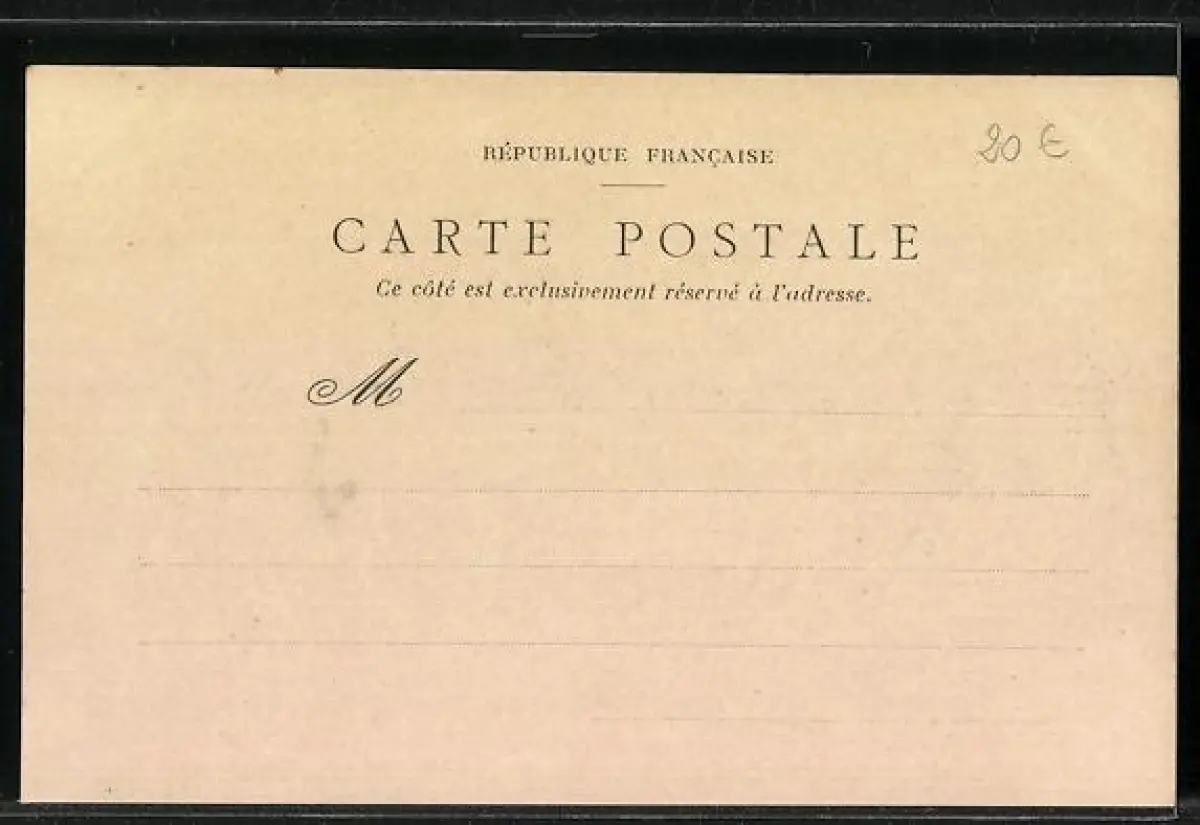 RÉPUBLIQUE FRANÇAISE
20 €
CARTE POSTALE
Ce côté est exclusivement réservé à l'adresse.
M